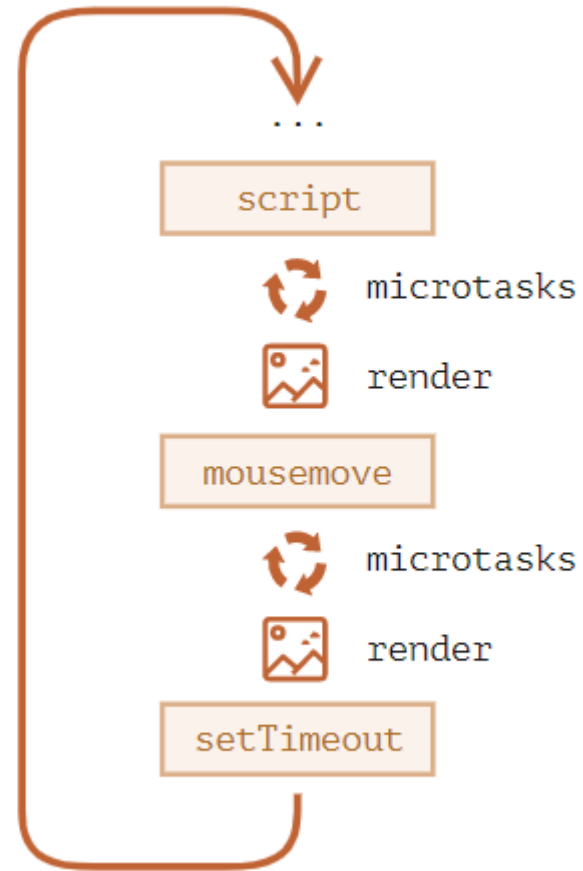 ...
script
microtasks
render
mousemove
microtasks
render
setTimeout